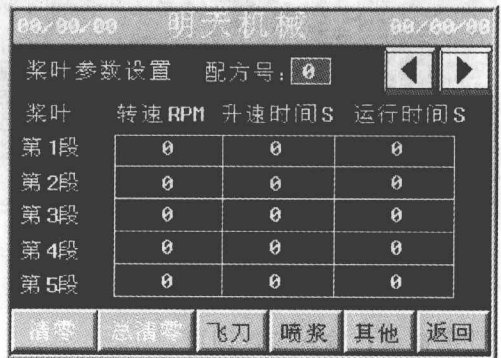 00/00/00 明天机械 00/00/00
桨叶参数设置 配方号: 0
桨叶 转速RPM 升速时间S 运行时间S
第1段 0 0 0
第2段 0 0 0
第3段 0 0 0
第4段 0 0 0
第5段 0 0 0
清零 总清零 飞刀 喷浆 其他 返回